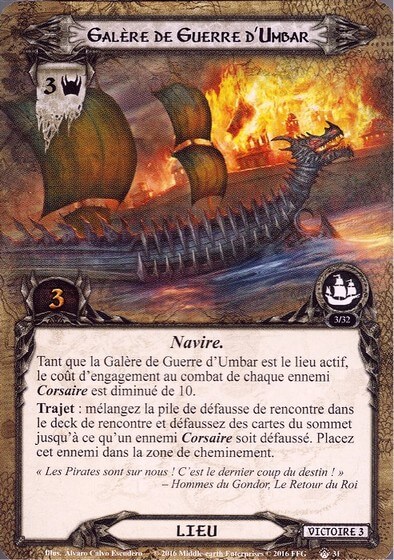 GALÈRE DE GUERRE D'UMBAR
3
3
3/32
Navire.
Tant que la Galère de Guerre d'Umbar est le lieu actif,
le coût d'engagement au combat de chaque ennemi
Corsaire est diminué de 10.
Trajet : mélangez la pile de défausse de rencontre dans
le deck de rencontre et défaussez des cartes du sommet
jusqu'à ce qu'un ennemi Corsaire soit défaussé. Placez
cet ennemi dans la zone de cheminement.
« Les Pirates sont sur nous ! C'est le dernier coup du destin ! »
– Hommes du Gondor, Le Retour du Roi
LIEU
VICTOIRE 3
Illus. Alvaro Calvo Escudero
© 2016 Middle-earth Enterprises © 2016 FFG
31